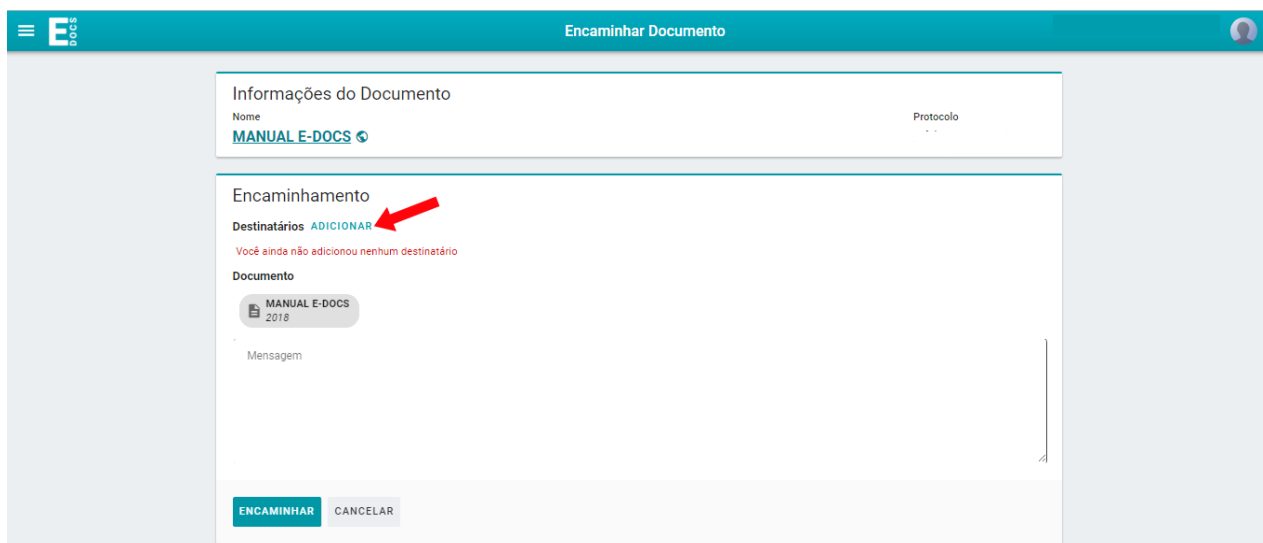 E DOCS
Encaminhar Documento
Informações do Documento
Nome
Protocolo
MANUAL E-DOCS
Encaminhamento
Destinatários ADICIONAR
Você ainda não adicionou nenhum destinatário
Documento
MANUAL E-DOCS
2018
Mensagem
ENCAMINHAR CANCELAR